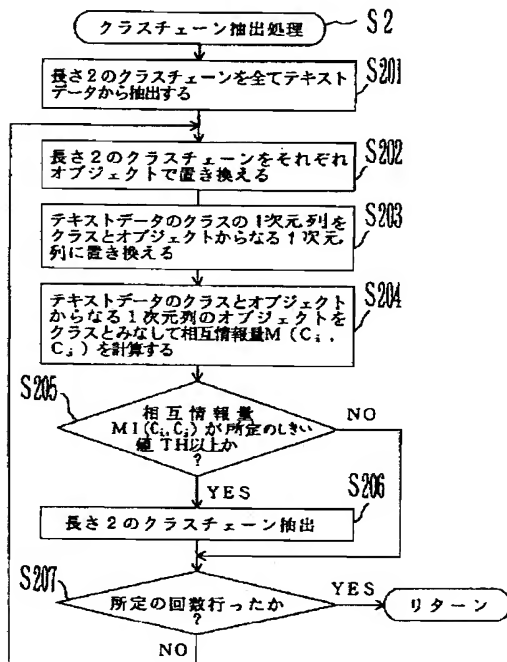 クラスチェーン抽出処理
S2
長さ2のクラスチェーンを全てテキスト
データから抽出する
S201
長さ2のクラスチェーンをそれぞれ
オブジェクトで置き換える
S202
テキストデータのクラスの1次元列を
クラスとオブジェクトからなる1次元
列に置き換える
S203
テキストデータのクラスとオブジェクト
からなる1次元列のオブジェクトを
クラスとみなして相互情報量M(Ci,
Cj)を計算する
S204
S205
相互情報量
MI(Ci,Cj)が所定のしきい
値TH以上か
?
NO
YES
長さ2のクラスチェーン抽出
S206
S207
所定の回数行ったか
?
YES
リターン
NO